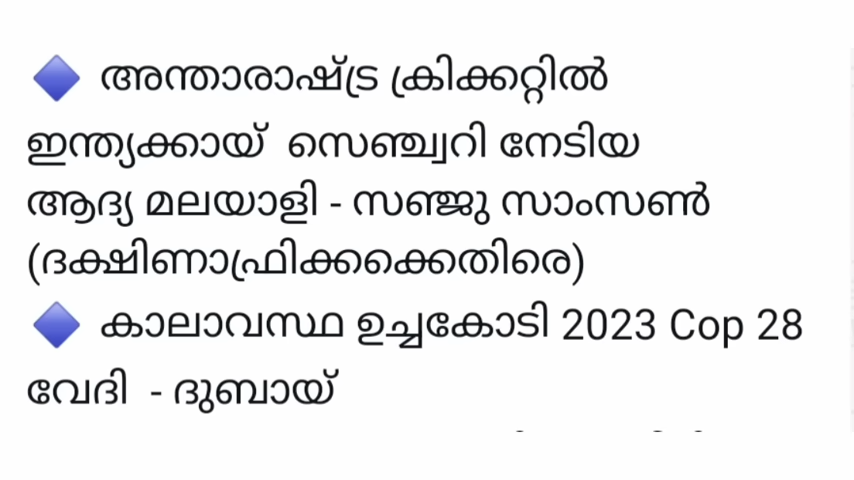 🔷 അന്താരാഷ്ട്ര ക്രിക്കറ്റിൽ
ഇന്ത്യക്കായ് സെഞ്ച്വറി നേടിയ
ആദ്യ മലയാളി - സഞ്ജു സാംസൺ
(ദക്ഷിണാഫ്രിക്കക്കെതിരെ)
🔷 കാലാവസ്ഥ ഉച്ചകോടി 2023 Cop 28
വേദി - ദുബായ്